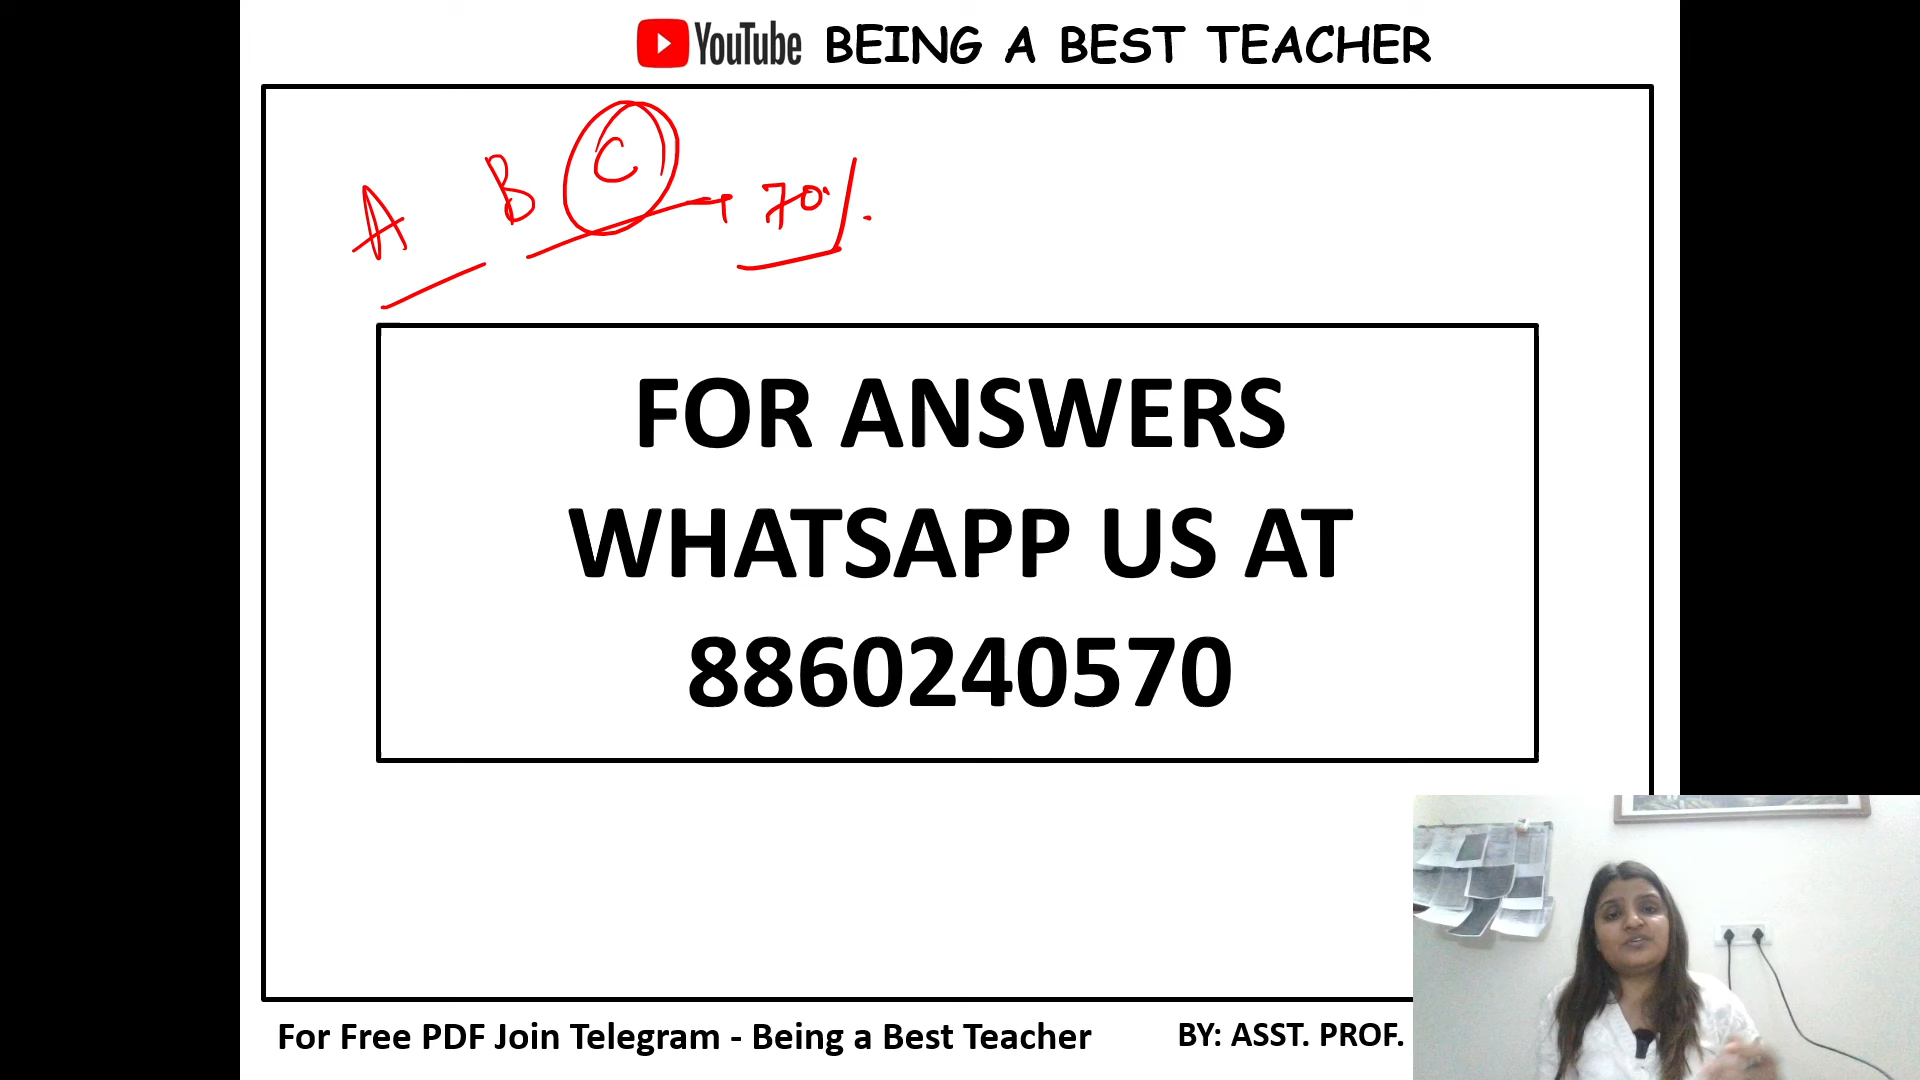 YouTube BEING A BEST TEACHER
A B C 70%.
FOR ANSWERS
WHATSAPP US AT
8860240570
For Free PDF Join Telegram - Being a Best Teacher
BY: ASST. PROF.